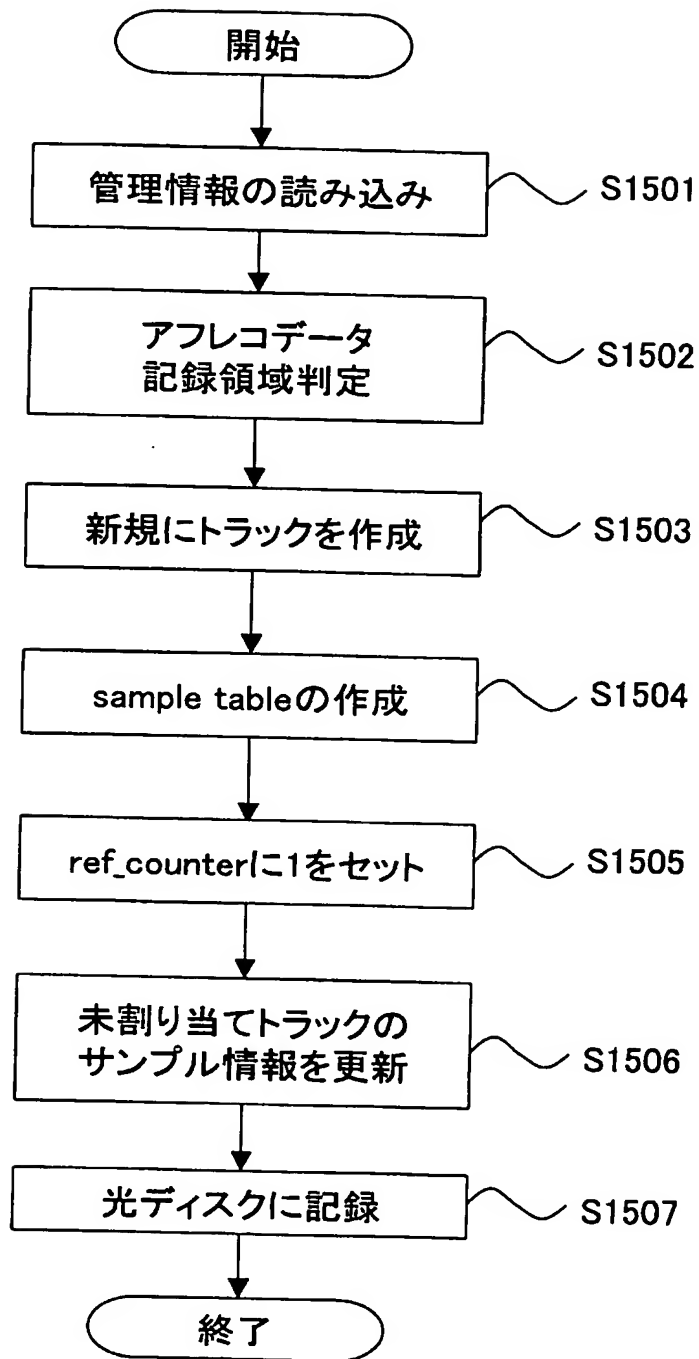 開始
管理情報の読み込み
S1501
アフレコデータ
記録領域判定
S1502
新規にトラックを作成
S1503
sample tableの作成
S1504
ref_counterに1をセット
S1505
未割り当てトラックの
サンプル情報を更新
S1506
光ディスクに記録
S1507
終了